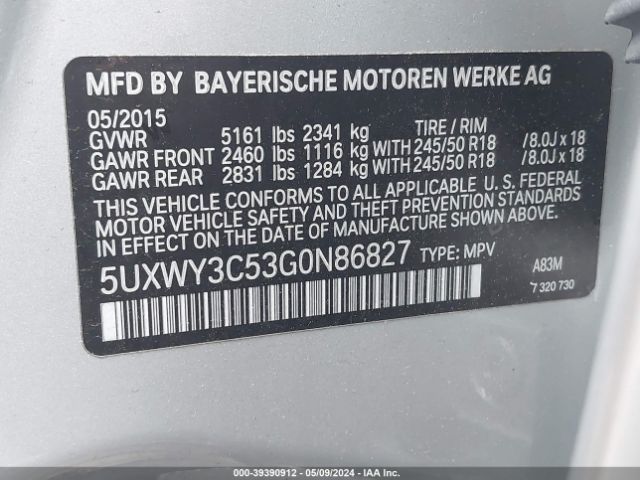 MFD BY BAYERISCHE MOTOREN WERKE AG
05/2015
GVWR 5161 lbs 2341 kg TIRE / RIM
GAWR FRONT 2460 lbs 1116 kg WITH 245/50 R18 /8.0J x 18
GAWR REAR 2831 lbs 1284 kg WITH 245/50 R18 /8.0J x 18
THIS VEHICLE CONFORMS TO ALL APPLICABLE U. S. FEDERAL
MOTOR VEHICLE SAFETY AND THEFT PREVENTION STANDARDS
IN EFFECT ON THE DATE OF MANUFACTURE SHOWN ABOVE.
5UXWY3C53G0N86827 TYPE: MPV
A83M
7 320 730
000-39390912 - 05/09/2024 - IAA Inc.